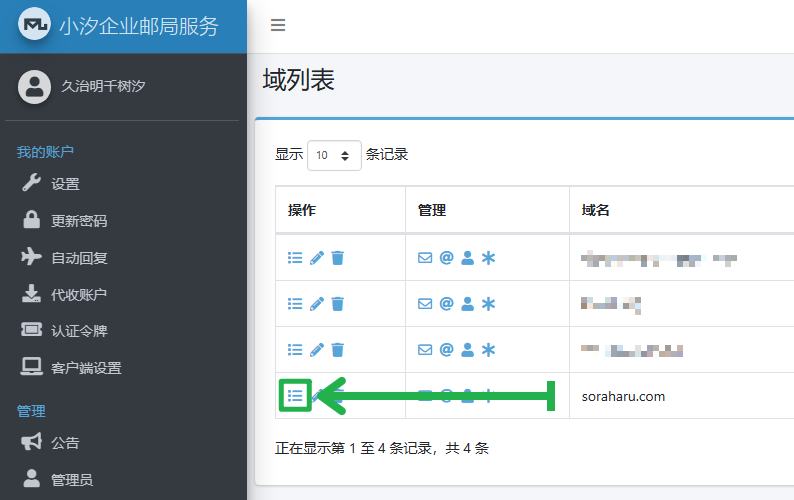 小汐企业邮局服务
久治明千树汐
我的账户
设置
更新密码
自动回复
代收账户
认证令牌
客户端设置
管理
公告
管理员
域列表
显示 10 条记录
操作 管理 域名
soraharu.com
正在显示第 1 至 4 条记录，共 4 条